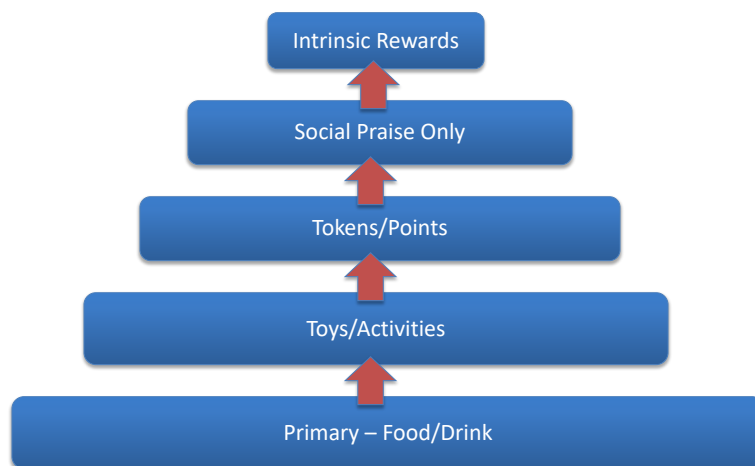 Intrinsic Rewards
Social Praise Only
Tokens/Points
Toys/Activities
Primary – Food/Drink